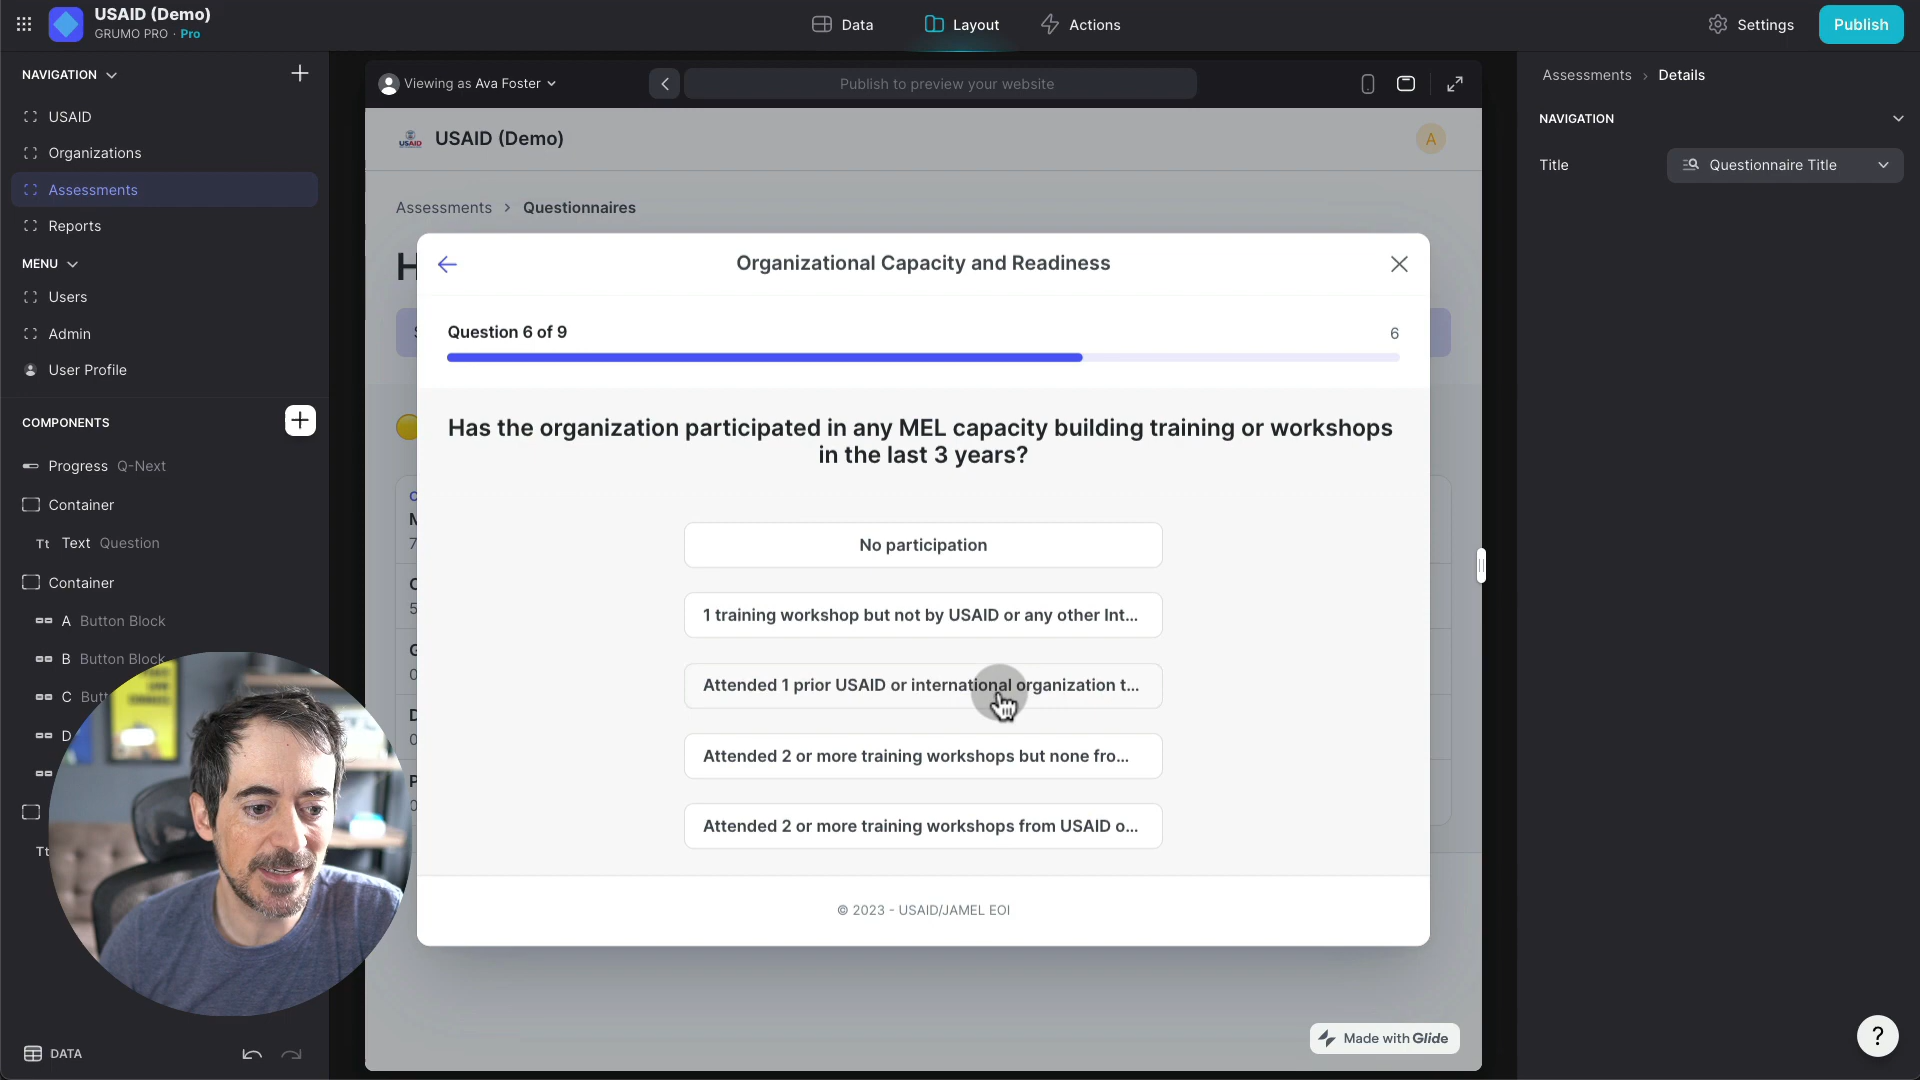 USAID (Demo)
GRUMO PRO · Pro
Data
Layout
Actions
Settings
Publish
NAVIGATION
USAID
Organizations
Assessments
Reports
MENU
Users
Admin
User Profile
COMPONENTS
Progress Q-Next
Container
Tt Text Question
Container
A Button Block
B Button Block
C
D
Tt
DATA
Viewing as Ava Foster
Publish to preview your website
USAID
USAID (Demo)
A
Assessments > Questionnaires
Organizational Capacity and Readiness
Question 6 of 9
6
Has the organization participated in any MEL capacity building training or workshops
in the last 3 years?
No participation
1 training workshop but not by USAID or any other Int...
Attended 1 prior USAID or international organization t...
Attended 2 or more training workshops but none fro...
Attended 2 or more training workshops from USAID o...
© 2023 - USAID/JAMEL EOI
Made with Glide
Assessments > Details
NAVIGATION
Title
Questionnaire Title
?